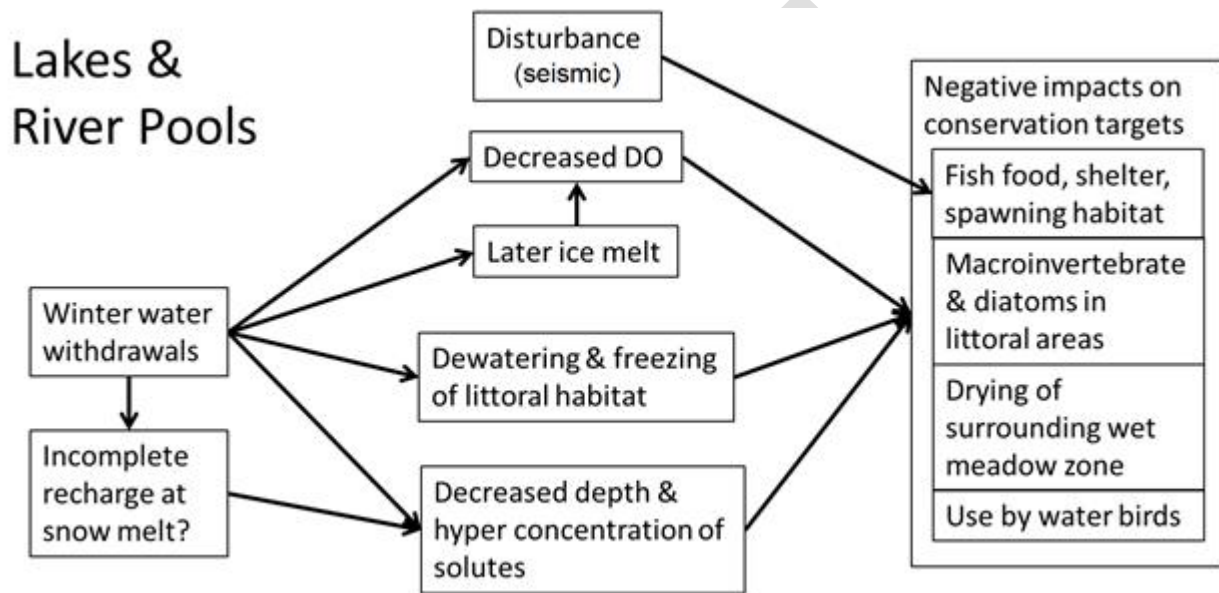 Lakes &
River Pools
Disturbance
(seismic)
Decreased DO
Later ice melt
Winter water
withdrawals
Dewatering & freezing
of littoral habitat
Incomplete
recharge at
snow melt?
Decreased depth &
hyper concentration of
solutes
Negative impacts on
conservation targets
Fish food, shelter,
spawning habitat
Macroinvertebrate
& diatoms in
littoral areas
Drying of
surrounding wet
meadow zone
Use by water birds